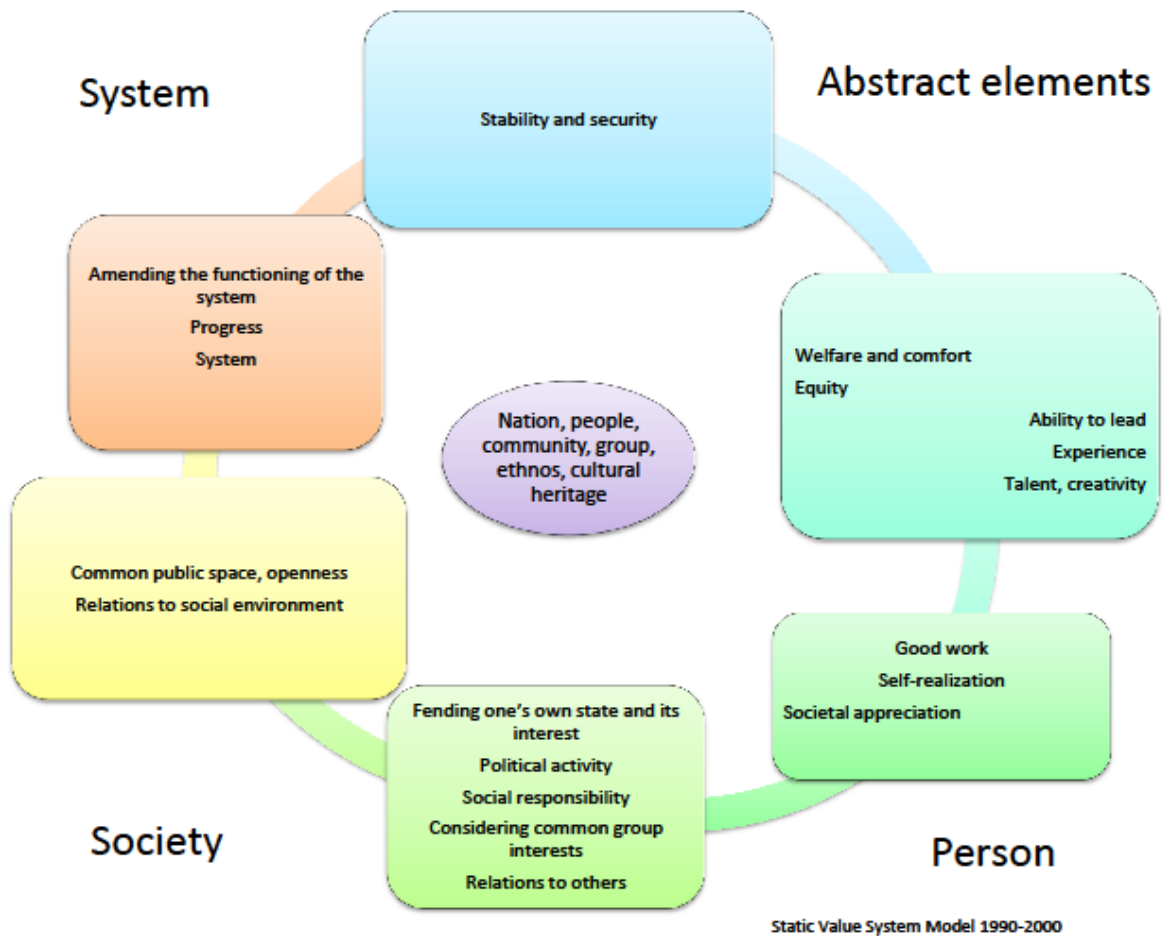 System
Abstract elements
Stability and security
Amending the functioning of the
system
Progress
System
Welfare and comfort
Equity
Ability to lead
Experience
Talent, creativity
Nation, people,
community, group,
ethnos, cultural
heritage
Common public space, openness
Relations to social environment
Good work
Self-realization
Societal appreciation
Fending one's own state and its
interest
Political activity
Social responsibility
Considering common group
interests
Relations to others
Society
Person
Static Value System Model 1990-2000